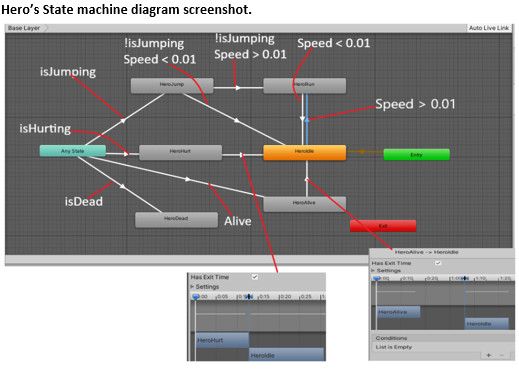 Hero's State machine diagram screenshot.
Base Layer
Auto Live Link
!isJumping
Speed < 0.01
!isJumping
Speed > 0.01
Speed < 0.01
isJumping
HeroJump
HeroRun
Speed > 0.01
isHurting
Any State
HeroHurt
HeroIdle
Entry
isDead
HeroDead
Alive
HeroAlive
Exit
HeroAlive -> HeroIdle
Has Exit Time
Settings
HeroAlive
HeroIdle
Conditions
List is Empty
+ −
Has Exit Time
Settings
0:00 0:05 0:15 0:20 0:25
HeroHurt
HeroIdle